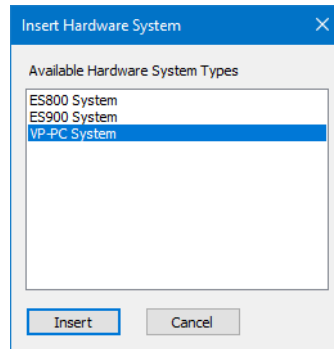 Insert Hardware System
Available Hardware System Types
ES800 System
ES900 System
VP-PC System
Insert Cancel